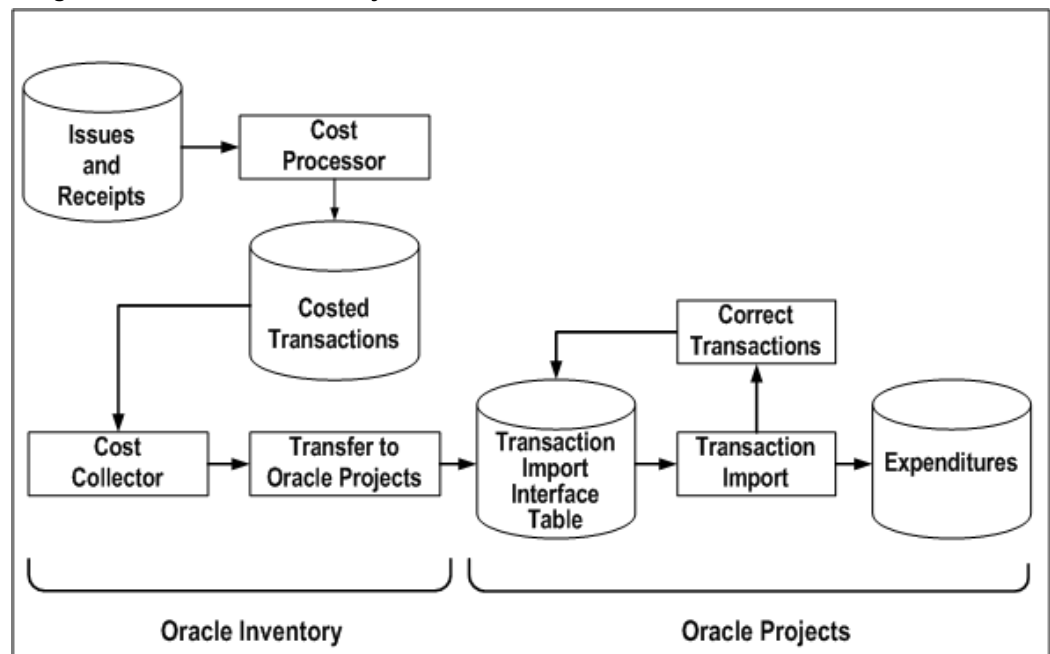 Issues
and
Receipts
Cost
Processor
Costed
Transactions
Correct
Transactions
Cost
Collector
Transfer to
Oracle Projects
Transaction
Import
Interface
Table
Transaction
Import
Expenditures
Oracle Inventory
Oracle Projects